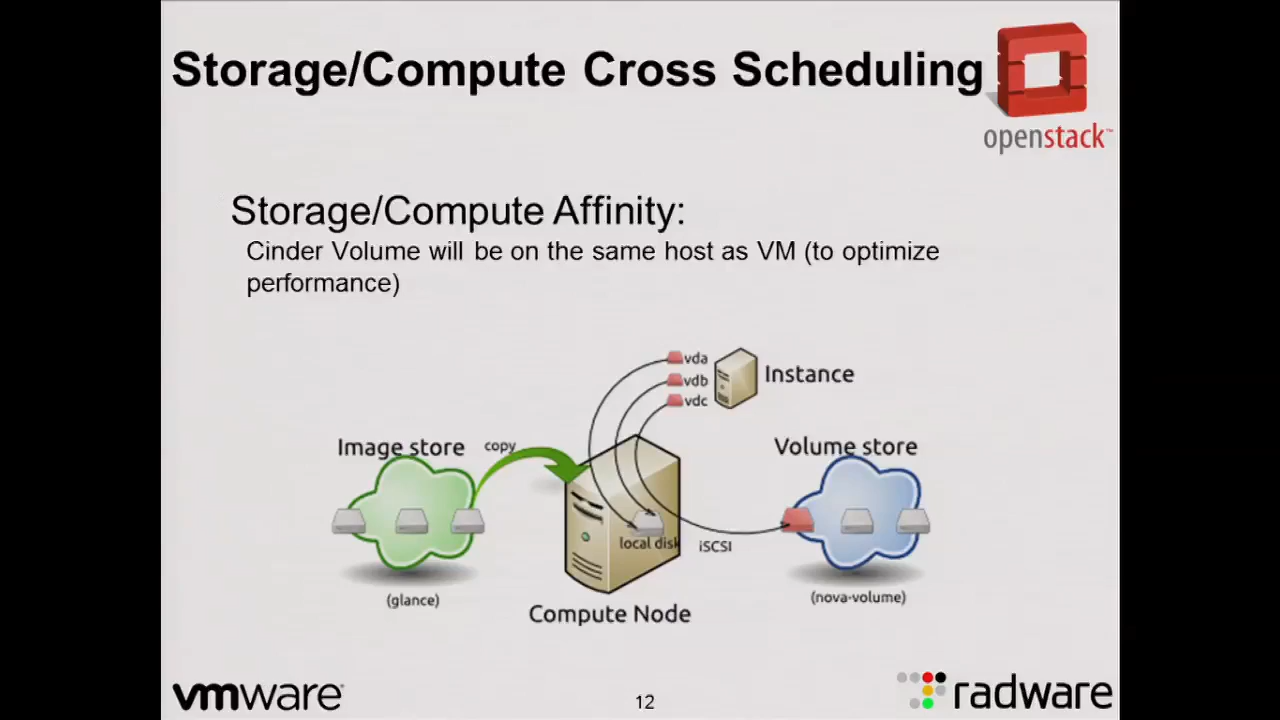 Storage/Compute Cross Scheduling
openstack™
Storage/Compute Affinity:
Cinder Volume will be on the same host as VM (to optimize
performance)
vda
vdb
vdc
Instance
Image store
copy
Volume store
local disk
iSCSI
(glance)
(nova-volume)
Compute Node
vmware
12
radware